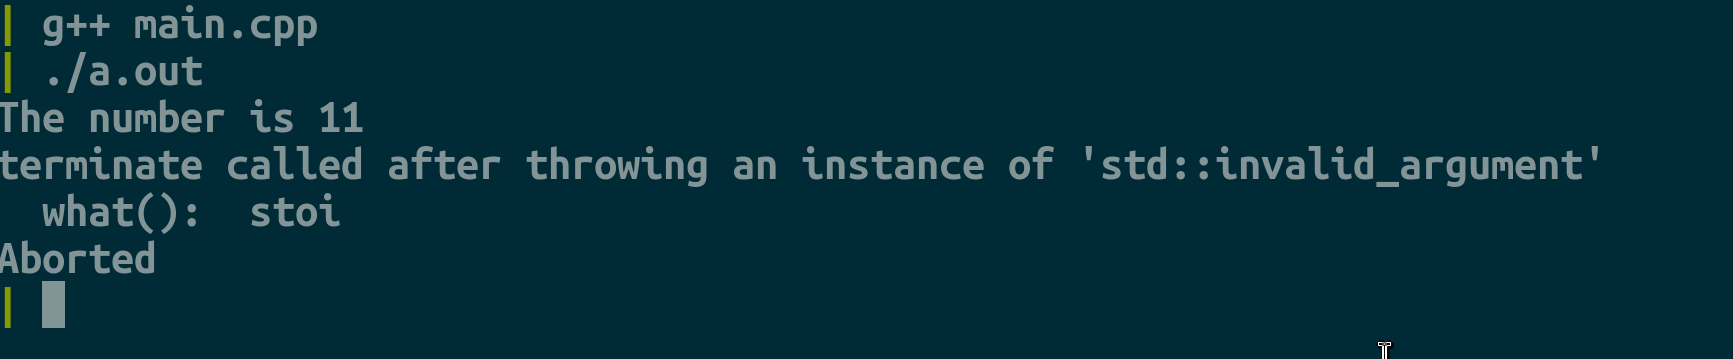 | g++ main.cpp
| ./a.out
The number is 11
terminate called after throwing an instance of 'std::invalid_argument'
  what():  stoi
Aborted
|